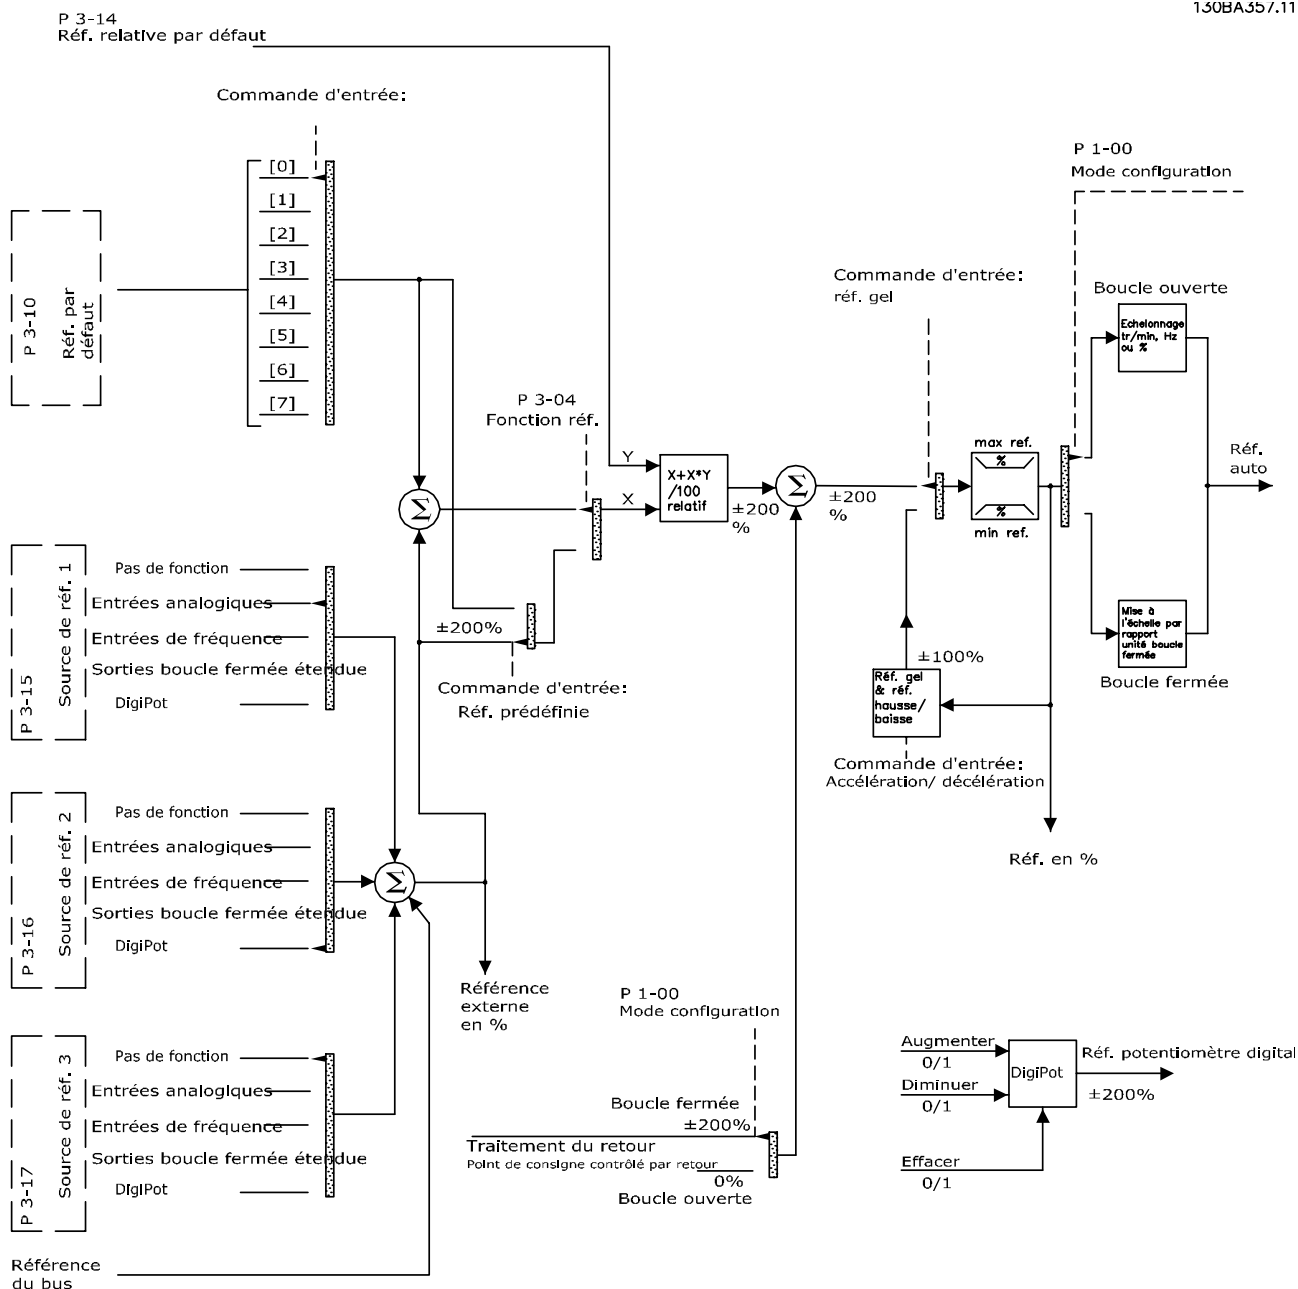 130BA357.11
P 3-14
Réf. relative par défaut
Commande d'entrée:
[0]
[1]
[2]
[3]
[4]
[5]
[6]
[7]
P 3-10
Réf. par
défaut
P 1-00
Mode configuration
Commande d'entrée:
réf. gel
Boucle ouverte
Echelonnage
tr/min, Hz
ou %
P 3-04
Fonction réf.
Y
X
X+X*Y
/100
relatif
±200
%
Σ
±200
%
max ref.
%
%
min ref.
Réf.
auto
Σ
P 3-15
Source de réf. 1
Pas de fonction
Entrées analogiques
Entrées de fréquence
Sorties boucle fermée étendue
DigiPot
±200%
Commande d'entrée:
Réf. prédéfinie
±100%
Réf. gel
& réf.
hausse/
baisse
Commande d'entrée:
Accélération/ décélération
Mise à
l'échelle par
rapport
unité boucle
fermée
Boucle fermée
Réf. en %
P 3-16
Source de réf. 2
Pas de fonction
Entrées analogiques
Entrées de fréquence
Sorties boucle fermée étendue
DigiPot
Σ
Référence
externe
en %
P 1-00
Mode configuration
P 3-17
Source de réf. 3
Pas de fonction
Entrées analogiques
Entrées de fréquence
Sorties boucle fermée étendue
DigiPot
Boucle fermée
±200%
Traitement du retour
Point de consigne contrôlé par retour
0%
Boucle ouverte
Augmenter
0/1
Diminuer
0/1
DigiPot
Réf. potentiomètre digital
±200%
Effacer
0/1
Référence
du bus